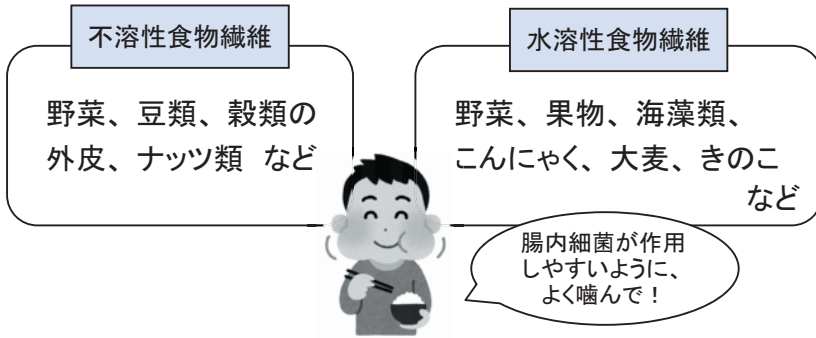 不溶性食物繊維
野菜、豆類、穀類の
外皮、ナッツ類 など
水溶性食物繊維
野菜、果物、海藻類、
こんにゃく、大麦、きのこ
など
腸内細菌が作用
しやすいように、
よく噛んで！